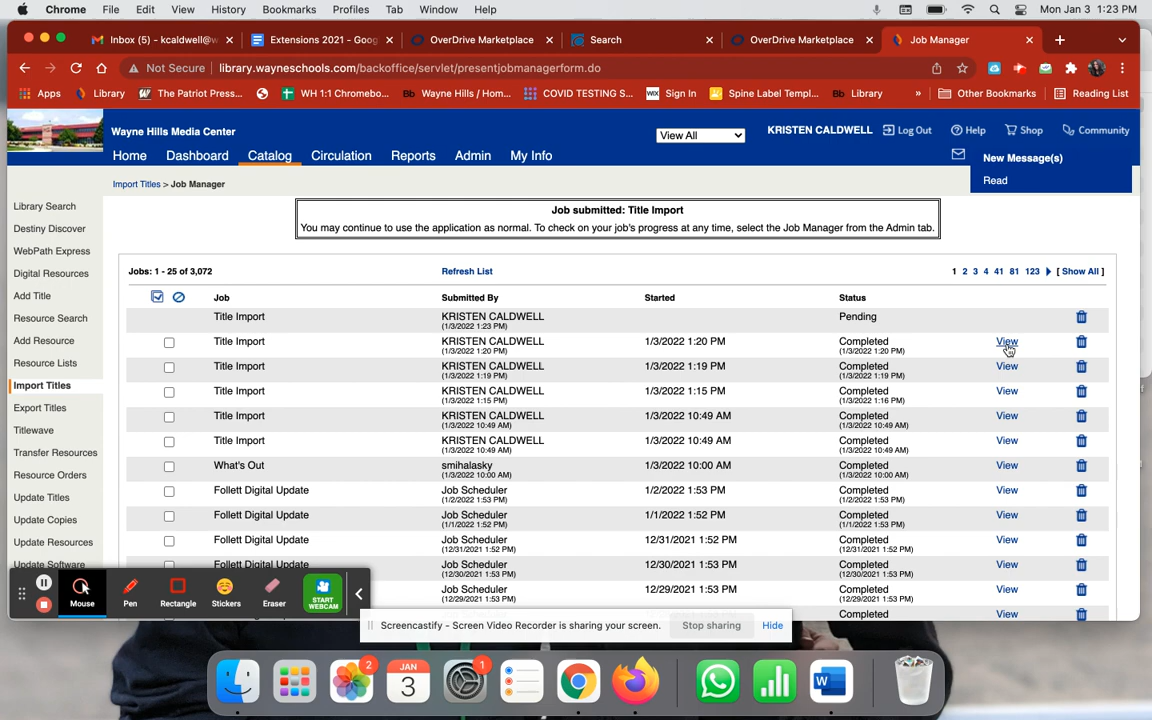 Chrome File Edit View History Bookmarks Profiles Tab Window Help Mon Jan 3 1:23 PM
Inbox (5) - kcaldwell@w Extensions 2021 - Goog OverDrive Marketplace Search OverDrive Marketplace Job Manager
Not Secure library.wayneschools.com/backoffice/servlet/presentjobmanagerform.do
Apps Library The Patriot Press... WH 1:1 Chromebo... Bb Wayne Hills / Hom... COVID TESTING S... WIX Sign In Spine Label Templ... Bb Library » Other Bookmarks Reading List
Wayne Hills Media Center View All KRISTEN CALDWELL Log Out Help Shop Community
Home Dashboard Catalog Circulation Reports Admin My Info New Message(s)
Read
Import Titles > Job Manager
Library Search
Destiny Discover
WebPath Express
Digital Resources
Add Title
Resource Search
Add Resource
Resource Lists
Import Titles
Export Titles
Titlewave
Transfer Resources
Resource Orders
Update Titles
Update Copies
Update Resources
Update Software
Job submitted: Title Import
You may continue to use the application as normal. To check on your job's progress at any time, select the Job Manager from the Admin tab.
Jobs: 1 - 25 of 3,072 Refresh List 1 2 3 4 41 81 123 [ Show All ]
Job Submitted By Started Status
Title Import KRISTEN CALDWELL Pending
(1/3/2022 1:23 PM)
Title Import KRISTEN CALDWELL 1/3/2022 1:20 PM Completed View
(1/3/2022 1:20 PM) (1/3/2022 1:20 PM)
Title Import KRISTEN CALDWELL 1/3/2022 1:19 PM Completed View
(1/3/2022 1:19 PM) (1/3/2022 1:19 PM)
Title Import KRISTEN CALDWELL 1/3/2022 1:15 PM Completed View
(1/3/2022 1:15 PM) (1/3/2022 1:16 PM)
Title Import KRISTEN CALDWELL 1/3/2022 10:49 AM Completed View
(1/3/2022 10:49 AM) (1/3/2022 10:49 AM)
Title Import KRISTEN CALDWELL 1/3/2022 10:49 AM Completed View
(1/3/2022 10:49 AM) (1/3/2022 10:49 AM)
What's Out smihalasky 1/3/2022 10:00 AM Completed View
(1/3/2022 10:00 AM) (1/3/2022 10:00 AM)
Follett Digital Update Job Scheduler 1/2/2022 1:53 PM Completed View
(1/2/2022 1:53 PM) (1/2/2022 1:53 PM)
Follett Digital Update Job Scheduler 1/1/2022 1:52 PM Completed View
(1/1/2022 1:52 PM) (1/1/2022 1:53 PM)
Follett Digital Update Job Scheduler 12/31/2021 1:52 PM Completed View
(12/31/2021 1:52 PM) (12/31/2021 1:52 PM)
Follett Digital Update Job Scheduler 12/30/2021 1:53 PM Completed View
(12/30/2021 1:53 PM) (12/30/2021 1:53 PM)
Job Scheduler 12/29/2021 1:53 PM Completed View
(12/29/2021 1:53 PM) (12/29/2021 1:53 PM)
Completed View
Mouse Pen Rectangle Stickers Eraser START WEBCAM
Screencastify - Screen Video Recorder is sharing your screen. Stop sharing Hide
2 JAN 3 1 W